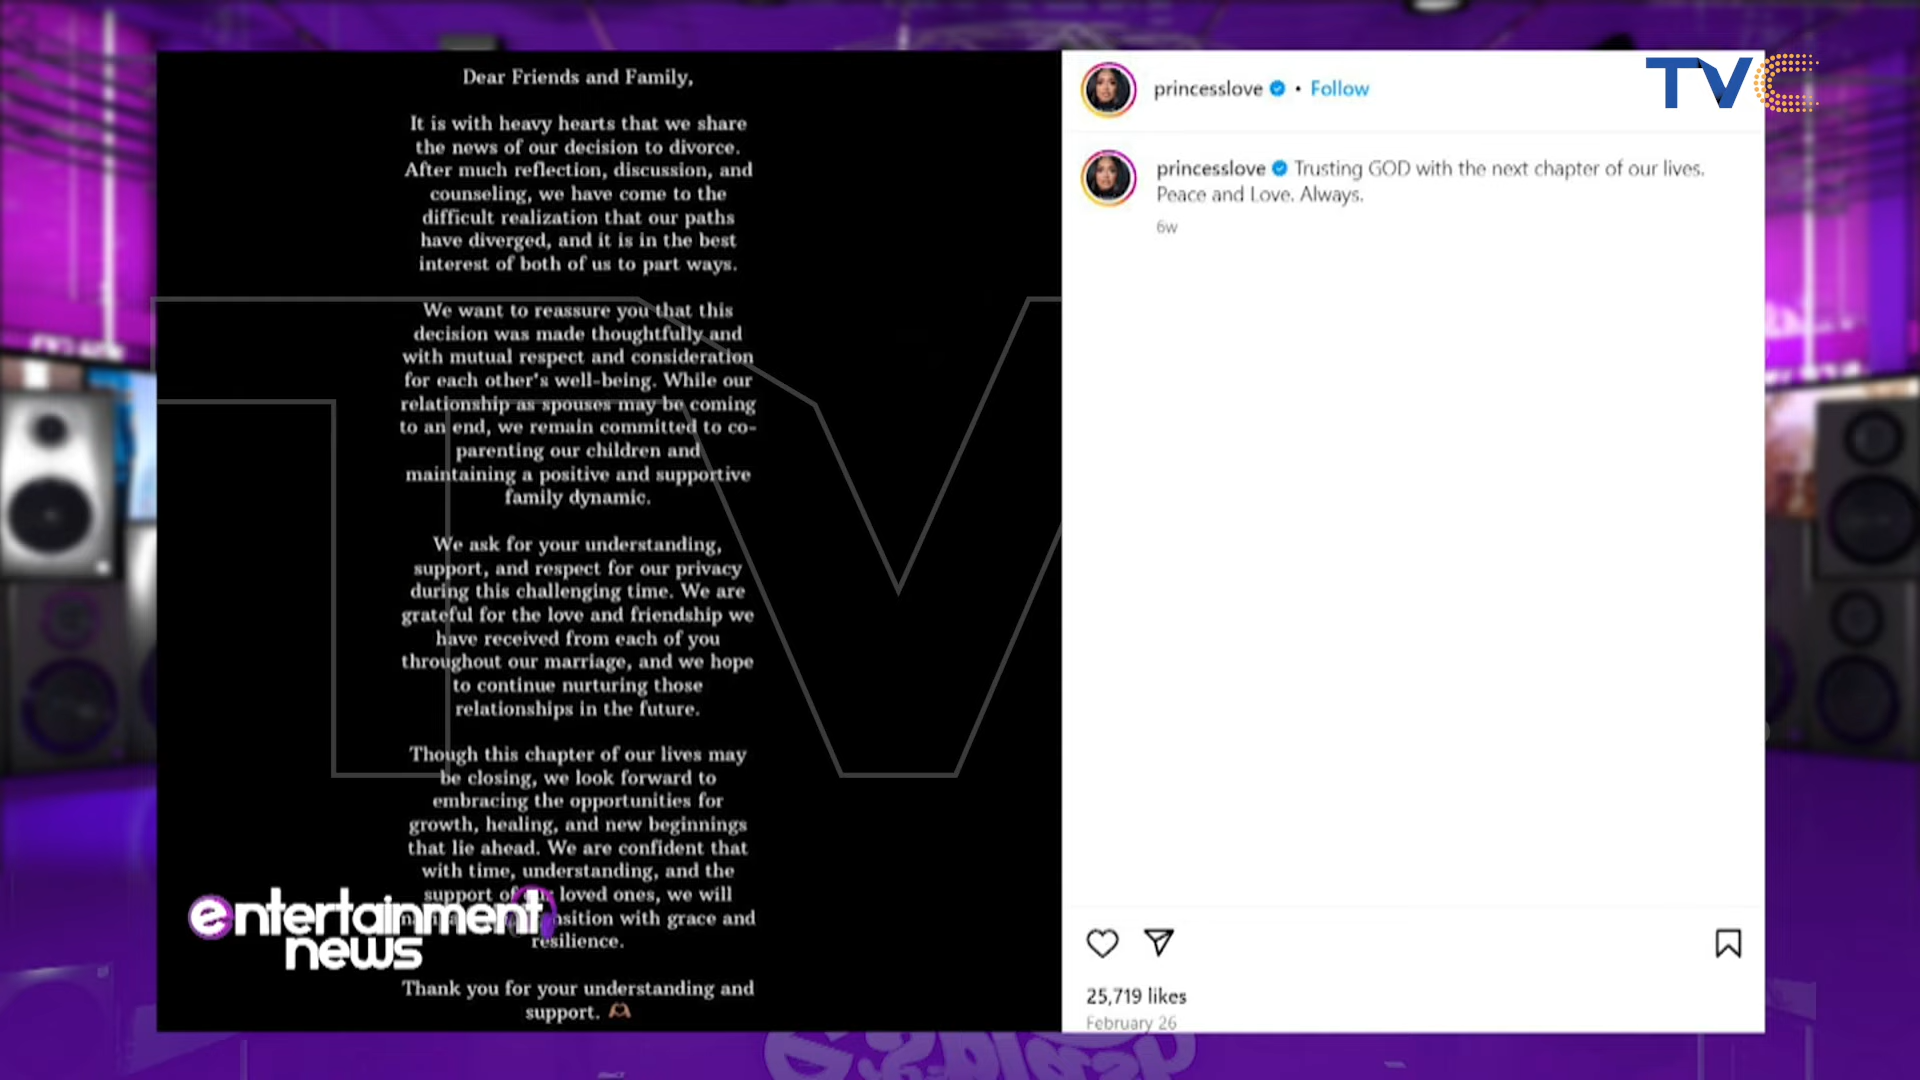 Dear Friends and Family,
It is with heavy hearts that we share
the news of our decision to divorce.
After much reflection, discussion, and
counseling, we have come to the
difficult realization that our paths
have diverged, and it is in the best
interest of both of us to part ways.
We want to reassure you that this
decision was made thoughtfully and
with mutual respect and consideration
for each other's well-being. While our
relationship as spouses may be coming
to an end, we remain committed to co-
parenting our children and
maintaining a positive and supportive
family dynamic.
We ask for your understanding,
support, and respect for our privacy
during this challenging time. We are
grateful for the love and friendship we
have received from each of you
throughout our marriage, and we hope
to continue nurturing those
relationships in the future.
Though this chapter of our lives may
be closing, we look forward to
embracing the opportunities for
growth, healing, and new beginnings
that lie ahead. We are confident that
with time, understanding, and the
support of loved ones, we will
with grace and
resilience.
Thank you for your understanding and
support.
entertainment
news
TVC
princesslove • Follow
princesslove Trusting GOD with the next chapter of our lives.
Peace and Love. Always.
6w
25,719 likes
February 26
TV